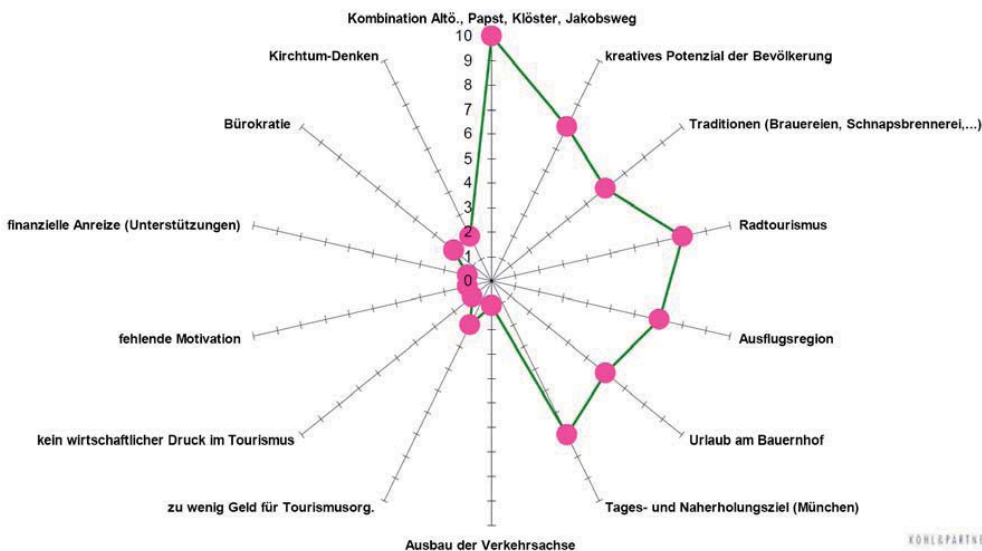 Kombination Altö., Papst, Klöster, Jakobsweg
10
9
8
7
6
5
4
3
2
1
0
kreatives Potenzial der Bevölkerung
Traditionen (Brauereien, Schnapsbrennerei,...)
Radtourismus
Ausflugsregion
Urlaub am Bauernhof
Tages- und Naherholungsziel (München)
Ausbau der Verkehrsachse
zu wenig Geld für Tourismusorg.
kein wirtschaftlicher Druck im Tourismus
fehlende Motivation
finanzielle Anreize (Unterstützungen)
Bürokratie
Kirchtum-Denken